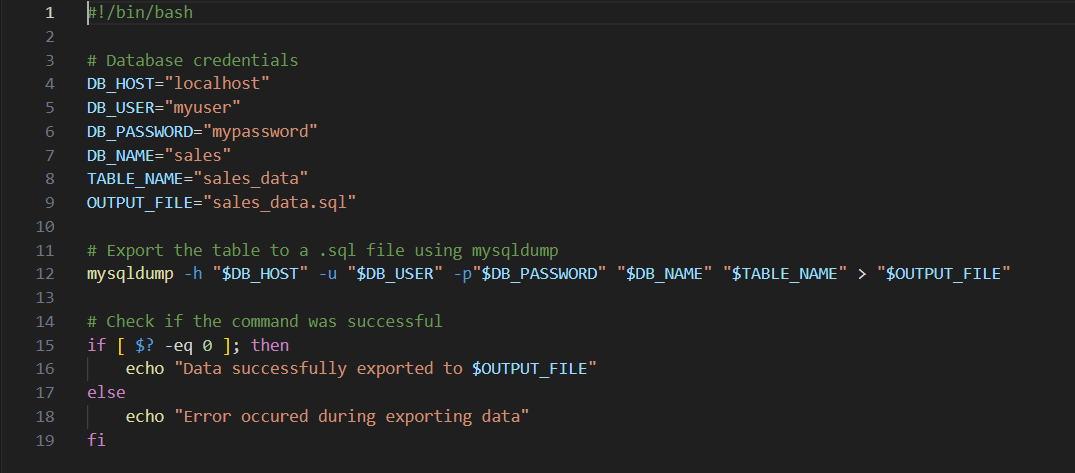 1 #!/bin/bash
2
3 # Database credentials
4 DB_HOST="localhost"
5 DB_USER="myuser"
6 DB_PASSWORD="mypassword"
7 DB_NAME="sales"
8 TABLE_NAME="sales_data"
9 OUTPUT_FILE="sales_data.sql"
10
11 # Export the table to a .sql file using mysqldump
12 mysqldump -h "$DB_HOST" -u "$DB_USER" -p"$DB_PASSWORD" "$DB_NAME" "$TABLE_NAME" > "$OUTPUT_FILE"
13
14 # Check if the command was successful
15 if [ $? -eq 0 ]; then
16     echo "Data successfully exported to $OUTPUT_FILE"
17 else
18     echo "Error occured during exporting data"
19 fi